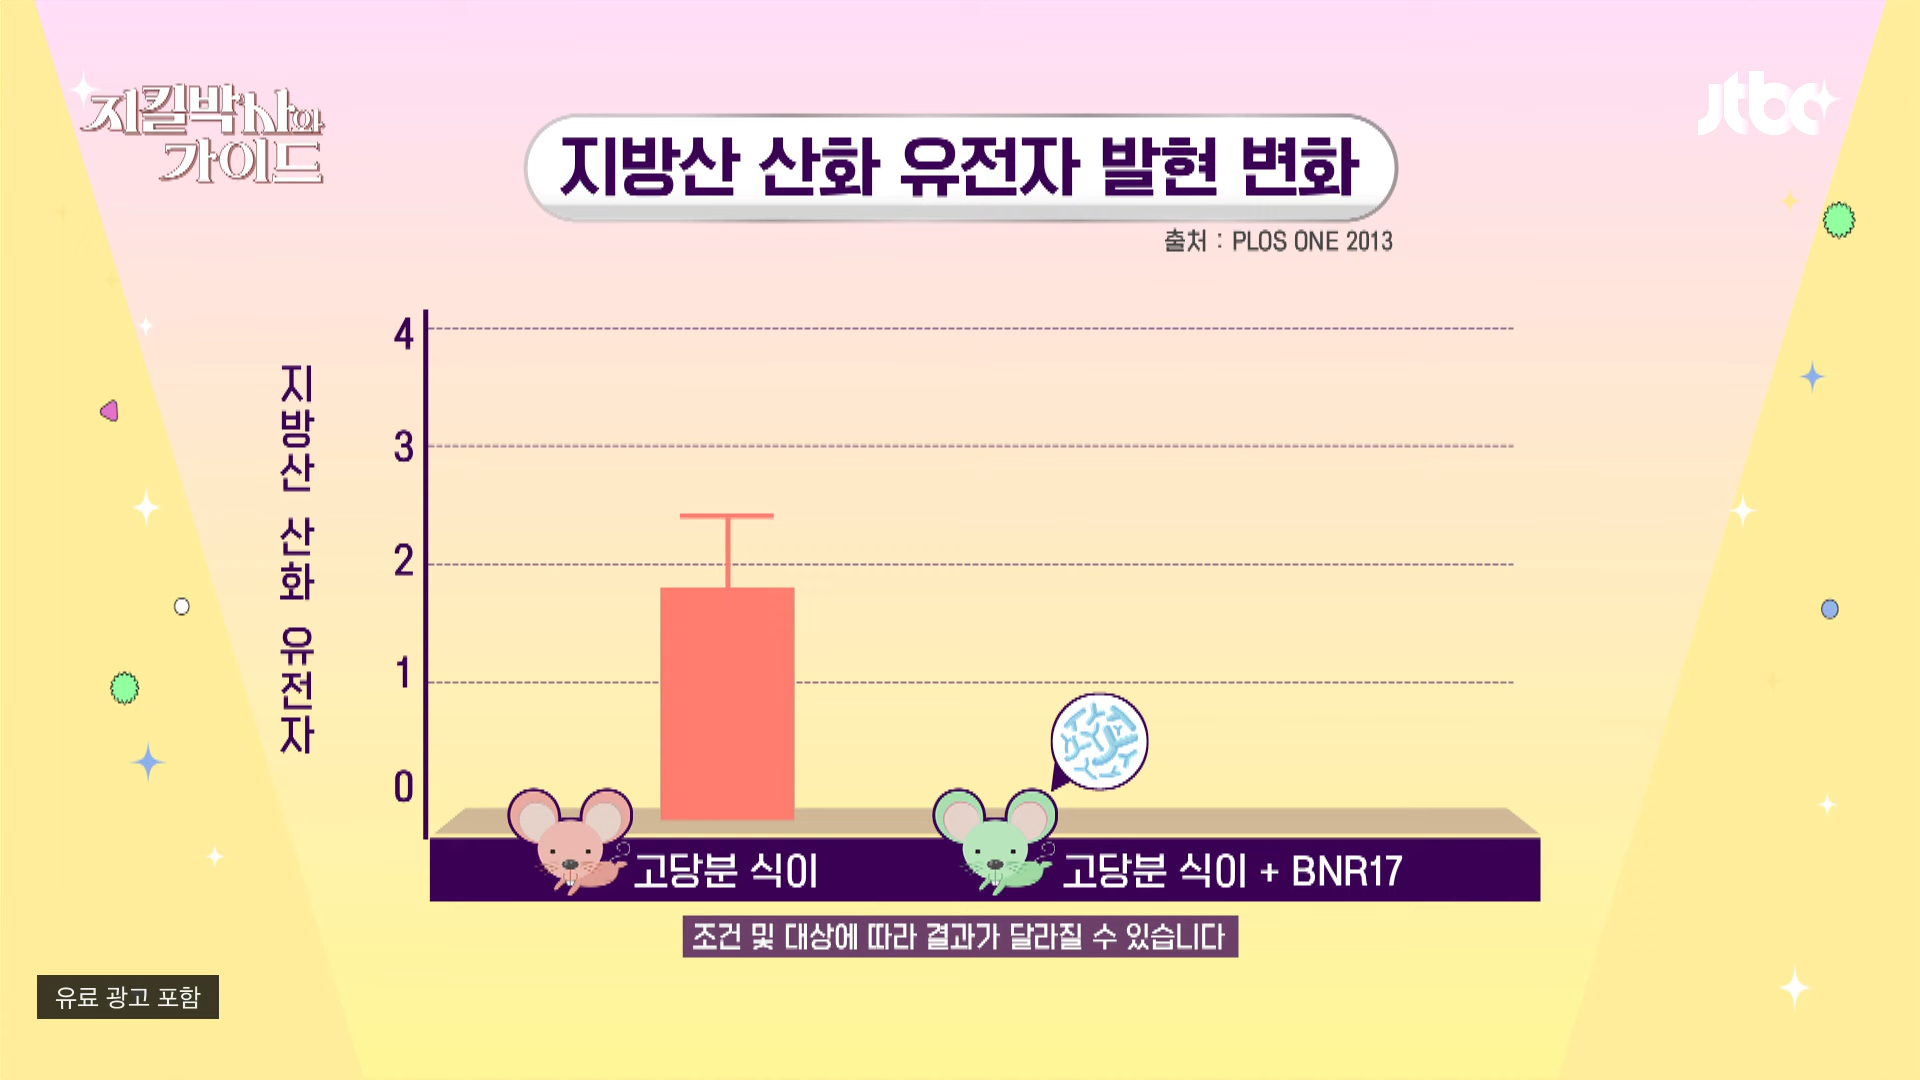 지킬박사와
가이드
jtbc
지방산 산화 유전자 발현 변화
출처 : PLOS ONE 2013
지방산 산화 유전자
4
3
2
1
0
고당분 식이
고당분 식이 + BNR17
조건 및 대상에 따라 결과가 달라질 수 있습니다
유료 광고 포함